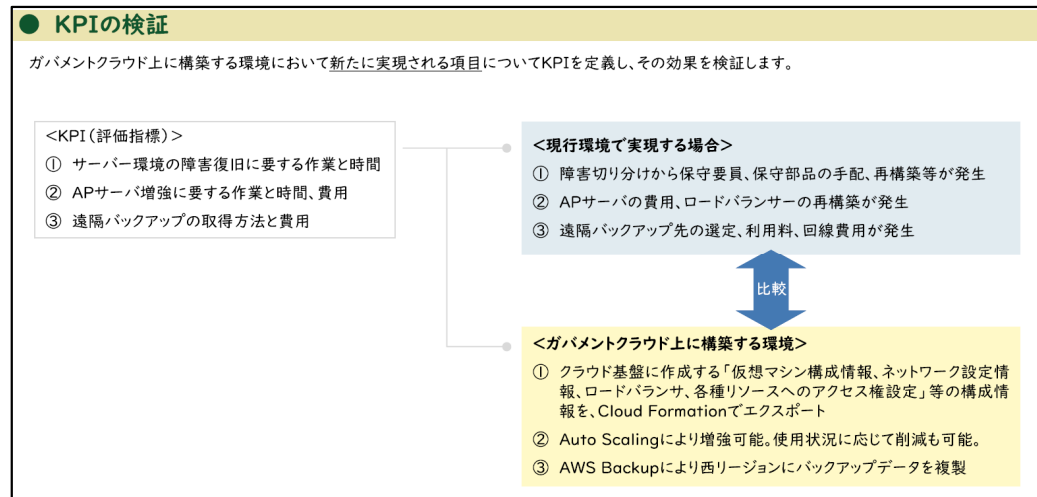 ● KPIの検証
ガバメントクラウド上に構築する環境において新たに実現される項目についてKPIを定義し、その効果を検証します。
<KPI(評価指標)>
① サーバー環境の障害復旧に要する作業と時間
② APサーバ増強に要する作業と時間、費用
③ 遠隔バックアップの取得方法と費用
<現行環境で実現する場合>
① 障害切り分けから保守要員、保守部品の手配、再構築等が発生
② APサーバの費用、ロードバランサーの再構築が発生
③ 遠隔バックアップ先の選定、利用料、回線費用が発生
比較
<ガバメントクラウド上に構築する環境>
① クラウド基盤に作成する「仮想マシン構成情報、ネットワーク設定情
報、ロードバランサ、各種リソースへのアクセス権設定」等の構成情
報を、Cloud Formationでエクスポート
② Auto Scalingにより増強可能。使用状況に応じて削減も可能。
③ AWS Backupにより西リージョンにバックアップデータを複製